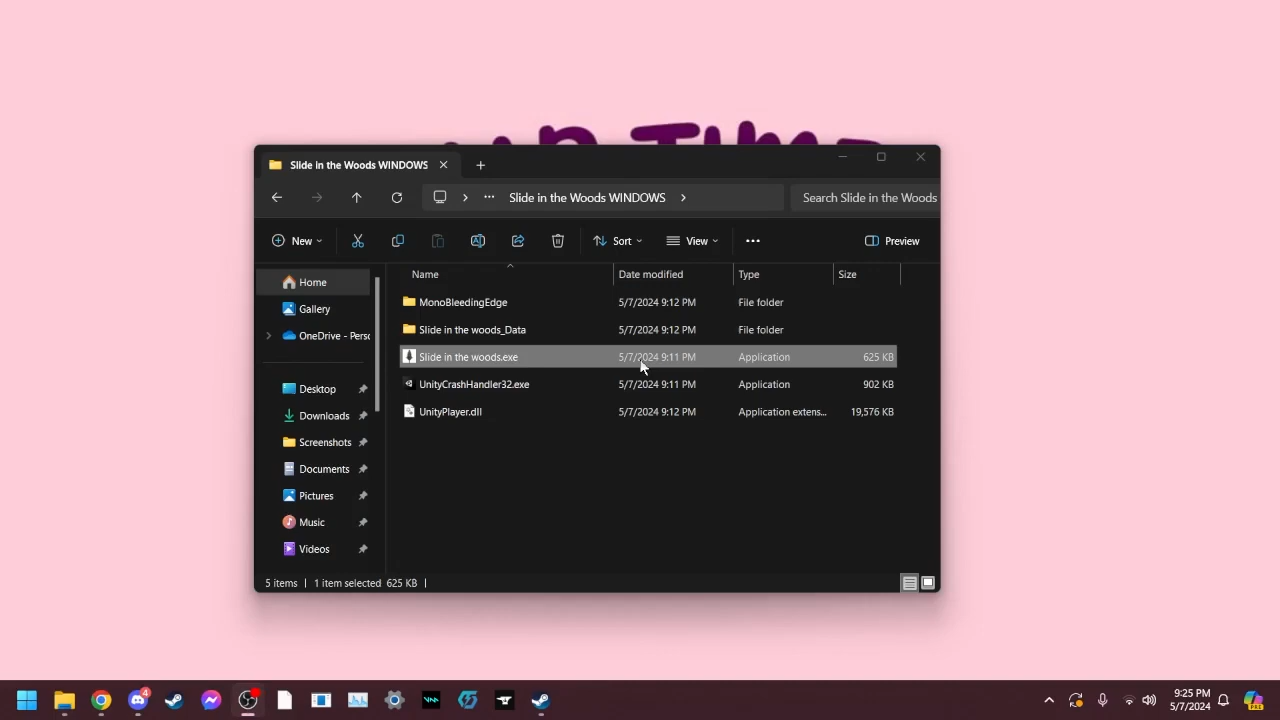 Slide in the Woods WINDOWS
Slide in the Woods WINDOWS
Search Slide in the Woods
New
Sort
View
Preview
Name
Date modified
Type
Size
Home
Gallery
OneDrive - Perso
Desktop
Downloads
Screenshots
Documents
Pictures
Music
Videos
MonoBleedingEdge 5/7/2024 9:12 PM File folder
Slide in the woods_Data 5/7/2024 9:12 PM File folder
Slide in the woods.exe 5/7/2024 9:11 PM Application 625 KB
UnityCrashHandler32.exe 5/7/2024 9:11 PM Application 902 KB
UnityPlayer.dll 5/7/2024 9:12 PM Application extens... 19,576 KB
5 items 1 item selected 625 KB
4
9:25 PM
5/7/2024